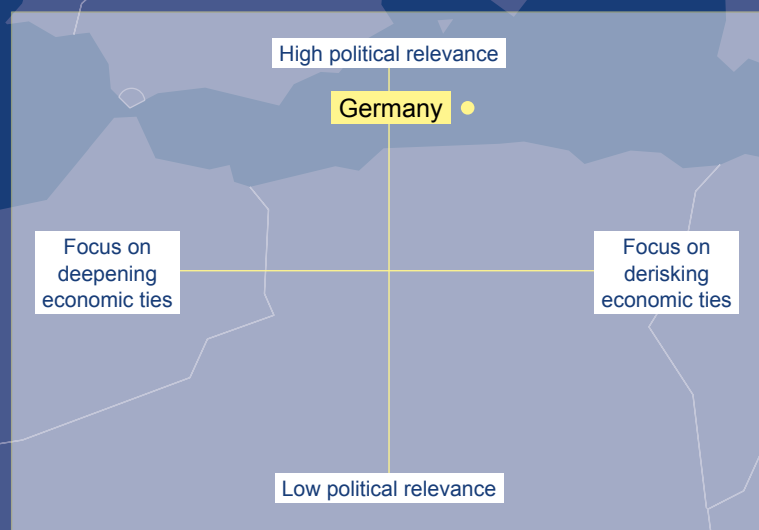 High political relevance
Germany
Focus on
deepening
economic ties
Focus on
derisking
economic ties
Low political relevance